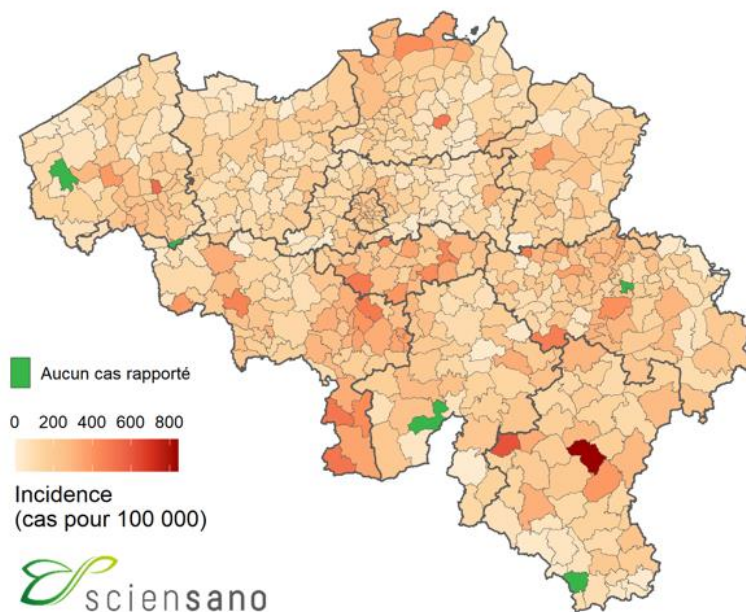 Aucun cas rapporté
0 200 400 600 800
Incidence
(cas pour 100 000)
sciensano